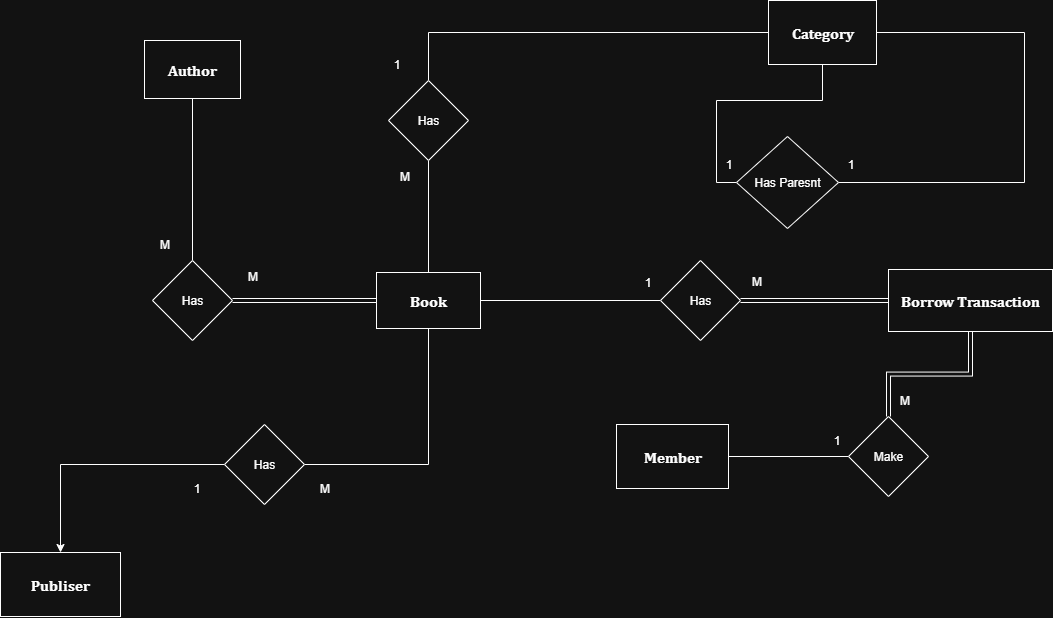 Category
Author
1
Has
M
1
Has Paresnt
1
M
Has
M
Book
1
Has
M
Borrow Transaction
M
Member
1
Make
Has
1
M
Publiser